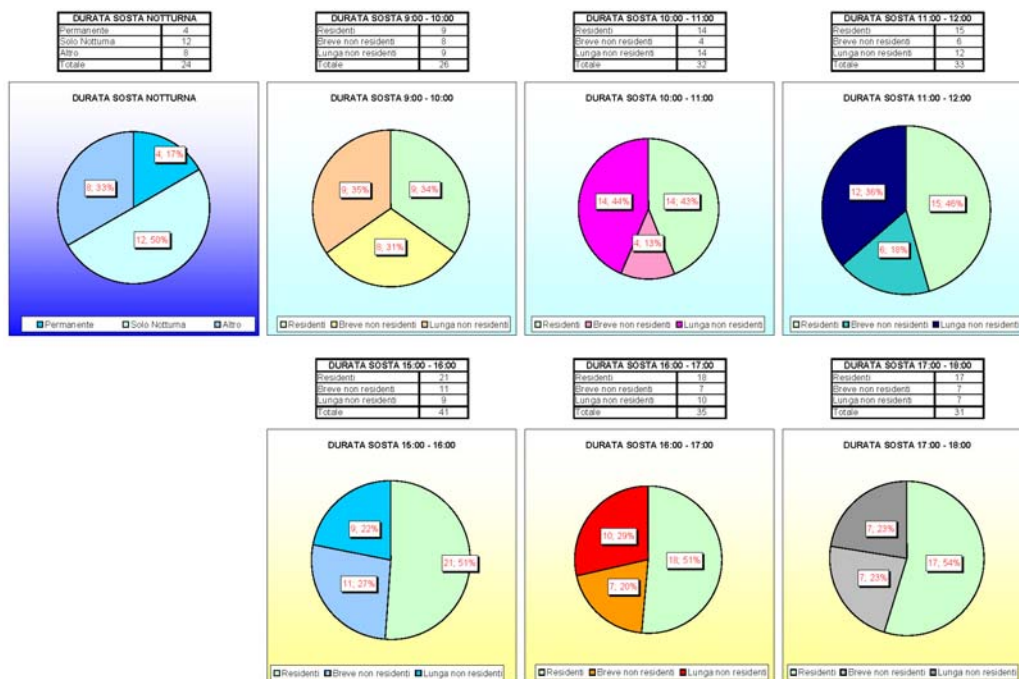 DURATA SOSTA NOTTURNA
Permanente 4
Solo Notturna 12
Altro 8
Totale 24
DURATA SOSTA 9:00 - 10:00
Residenti 9
Breve non residenti 8
Lunga non residenti 9
Totale 26
DURATA SOSTA 10:00 - 11:00
Residenti 14
Breve non residenti 4
Lunga non residenti 14
Totale 32
DURATA SOSTA 11:00 - 12:00
Residenti 15
Breve non residenti 6
Lunga non residenti 12
Totale 33
DURATA SOSTA NOTTURNA
4; 17%
8; 33%
12; 50%
Permanente Solo Notturna Altro
DURATA SOSTA 9:00 - 10:00
9; 35%
9; 34%
8; 31%
Residenti Breve non residenti Lunga non residenti
DURATA SOSTA 10:00 - 11:00
14; 44%
14; 43%
4; 13%
Residenti Breve non residenti Lunga non residenti
DURATA SOSTA 11:00 - 12:00
12; 36%
15; 46%
6; 18%
Residenti Breve non residenti Lunga non residenti
DURATA SOSTA 15:00 - 16:00
Residenti 21
Breve non residenti 11
Lunga non residenti 9
Totale 41
DURATA SOSTA 16:00 - 17:00
Residenti 18
Breve non residenti 7
Lunga non residenti 10
Totale 35
DURATA SOSTA 17:00 - 18:00
Residenti 17
Breve non residenti 7
Lunga non residenti 7
Totale 31
DURATA SOSTA 15:00 - 16:00
9; 22%
21; 51%
11; 27%
Residenti Breve non residenti Lunga non residenti
DURATA SOSTA 16:00 - 17:00
10; 29%
18; 51%
7; 20%
Residenti Breve non residenti Lunga non residenti
DURATA SOSTA 17:00 - 18:00
7; 23%
17; 54%
7; 23%
Residenti Breve non residenti Lunga non residenti